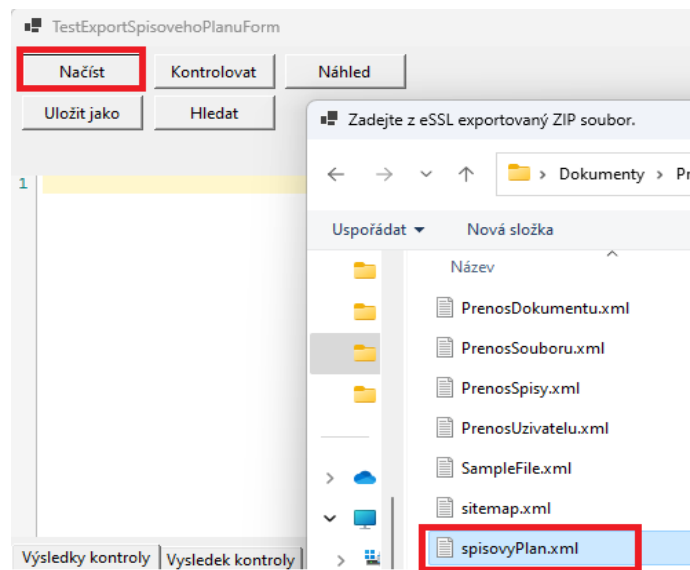 TestExportSpisovehoPlanuForm
Načíst Kontrolovat Náhled
Uložit jako Hledat
1
Výsledky kontroly Vysledek kontroly
Zadejte z eSSL exportovaný ZIP soubor.
Dokumenty
Uspořádat Nová složka
Název
PrenosDokumentu.xml
PrenosSouboru.xml
PrenosSpisy.xml
PrenosUzivatelu.xml
SampleFile.xml
sitemap.xml
spisovyPlan.xml